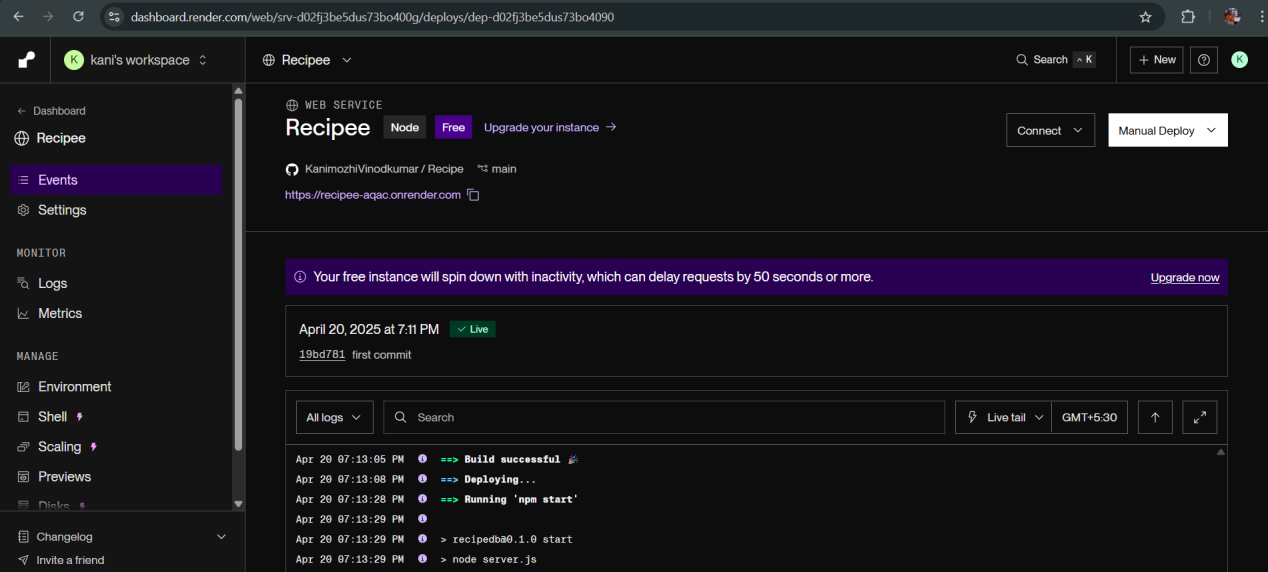 dashboard.render.com/web/srv-d02fj3be5dus73bo400g/deploys/dep-d02fj3be5dus73bo4090
K kani's workspace
Recipee
Search ^ K
+ New
K
← Dashboard
Recipee
Events
Settings
MONITOR
Logs
Metrics
MANAGE
Environment
Shell
Scaling
Previews
Disks
Changelog
Invite a friend
WEB SERVICE
Recipee Node Free Upgrade your instance →
Connect
Manual Deploy
KanimozhiVinodkumar / Recipe main
https://recipee-aqac.onrender.com
Your free instance will spin down with inactivity, which can delay requests by 50 seconds or more.
Upgrade now
April 20, 2025 at 7:11 PM ✓ Live
19bd781 first commit
All logs Search Live tail GMT+5:30
Apr 20 07:13:05 PM ==> Build successful 🎉
Apr 20 07:13:08 PM ==> Deploying...
Apr 20 07:13:28 PM ==> Running 'npm start'
Apr 20 07:13:29 PM
Apr 20 07:13:29 PM > recipedb@0.1.0 start
Apr 20 07:13:29 PM > node server.js